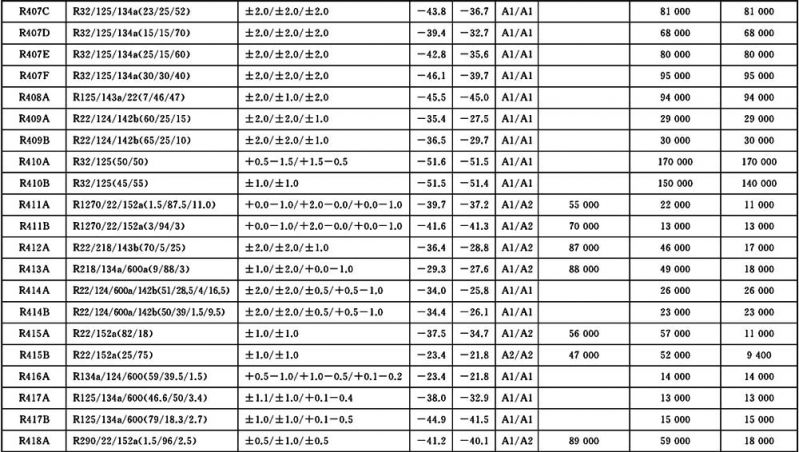 R407C R32/125/134a(23/25/52) ±2.0/±2.0/±2.0 −43.8 −36.7 A1/A1 81 000 81 000
R407D R32/125/134a(15/15/70) ±2.0/±2.0/±2.0 −39.4 −32.7 A1/A1 68 000 68 000
R407E R32/125/134a(25/15/60) ±2.0/±2.0/±2.0 −42.8 −35.6 A1/A1 80 000 80 000
R407F R32/125/134a(30/30/40) ±2.0/±2.0/±2.0 −46.1 −39.7 A1/A1 95 000 95 000
R408A R125/143a/22(7/46/47) ±2.0/±1.0/±2.0 −45.5 −45.0 A1/A1 94 000 94 000
R409A R22/124/142b(60/25/15) ±2.0/±2.0/±1.0 −35.4 −27.5 A1/A1 29 000 29 000
R409B R22/124/142b(65/25/10) ±2.0/±2.0/±1.0 −36.5 −29.7 A1/A1 30 000 30 000
R410A R32/125(50/50) +0.5−1.5/+1.5−0.5 −51.6 −51.5 A1/A1 170 000 170 000
R410B R32/125(45/55) ±1.0/±1.0 −51.5 −51.4 A1/A1 150 000 140 000
R411A R1270/22/152a(1.5/87.5/11.0) +0.0−1.0/+2.0−0.0/+0.0−1.0 −39.7 −37.2 A1/A2 55 000 22 000 11 000
R411B R1270/22/152a(3/94/3) +0.0−1.0/+2.0−0.0/+0.0−1.0 −41.6 −41.3 A1/A2 70 000 13 000 13 000
R412A R22/218/143b(70/5/25) ±2.0/±2.0/±1.0 −36.4 −28.8 A1/A2 87 000 46 000 17 000
R413A R218/134a/600a(9/88/3) ±1.0/±2.0/+0.0−1.0 −29.3 −27.6 A1/A2 88 000 49 000 18 000
R414A R22/124/600a/142b(51/28.5/4/16.5) ±2.0/±2.0/±0.5/+0.5−1.0 −34.0 −25.8 A1/A1 26 000 26 000
R414B R22/124/600a/142b(50/39/1.5/9.5) ±2.0/±2.0/±0.5/+0.5−1.0 −34.4 −26.1 A1/A1 23 000 23 000
R415A R22/152a(82/18) ±1.0/±1.0 −37.5 −34.7 A1/A2 56 000 57 000 11 000
R415B R22/152a(25/75) ±1.0/±1.0 −23.4 −21.8 A2/A2 47 000 52 000 9 400
R416A R134a/124/600(59/39.5/1.5) +0.5−1.0/+1.0−0.5/+0.1−0.2 −23.4 −21.8 A1/A1 14 000 14 000
R417A R125/134a/600(46.6/50/3.4) ±1.1/±1.0/+0.1−0.4 −38.0 −32.9 A1/A1 13 000 13 000
R417B R125/134a/600(79/18.3/2.7) ±1.0/±1.0/+0.1−0.5 −44.9 −41.5 A1/A1 15 000 15 000
R418A R290/22/152a(1.5/96/2.5) ±0.5/±1.0/±0.5 −41.2 −40.1 A1/A2 89 000 59 000 18 000